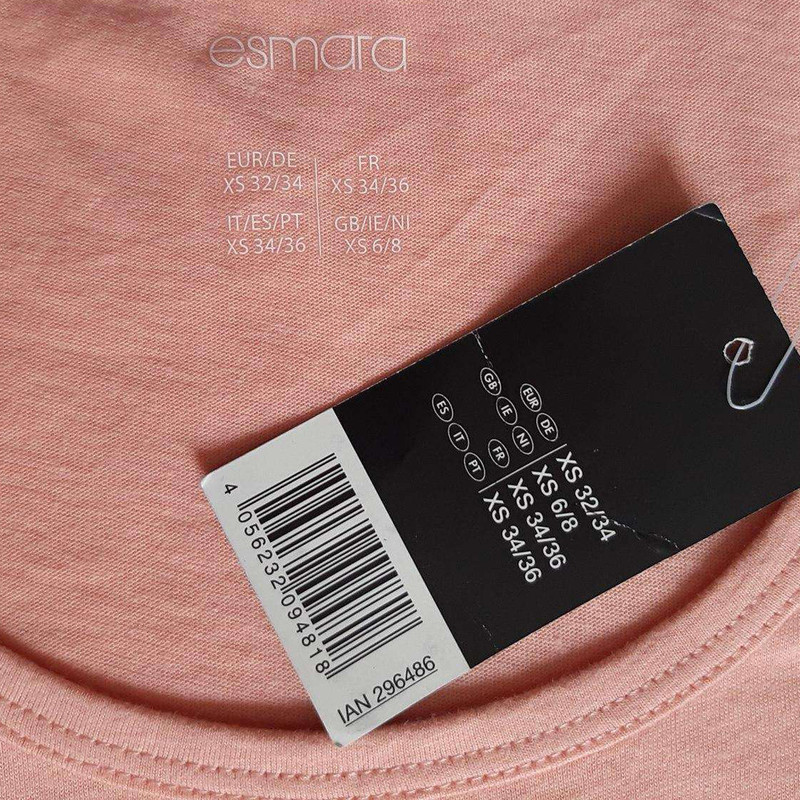 esmara
EUR/DE
XS 32/34
FR
XS 34/36
IT/ES/PT
XS 34/36
GB/IE/NI
XS 6/8
EUR DE XS 32/34
GB IE NI XS 6/8
FR XS 34/36
ES IT PT XS 34/36
4 056232 094818
IAN 296486